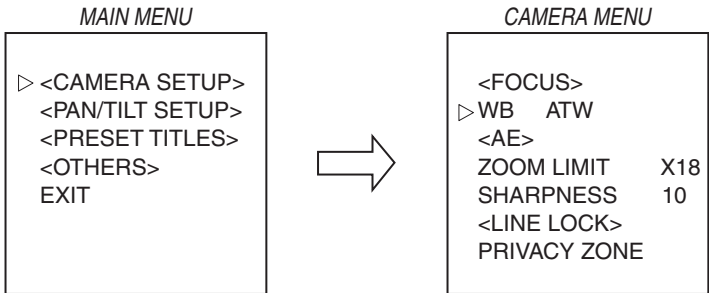 MAIN MENU
<CAMERA SETUP>
<PAN/TILT SETUP>
<PRESET TITLES>
<OTHERS>
EXIT
CAMERA MENU
<FOCUS>
WB ATW
<AE>
ZOOM LIMIT X18
SHARPNESS 10
<LINE LOCK>
PRIVACY ZONE